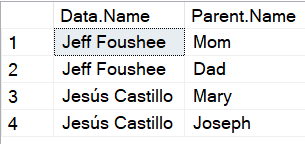 Data.Name Parent.Name
1 Jeff Foushee Mom
2 Jeff Foushee Dad
3 Jesús Castillo Mary
4 Jesús Castillo Joseph